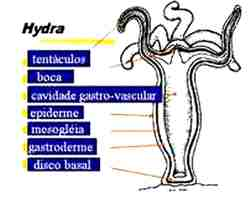 Hydra
tentáculos
boca
cavidade gastro-vascular
epiderme
mesogléia
gastroderme
disco basal